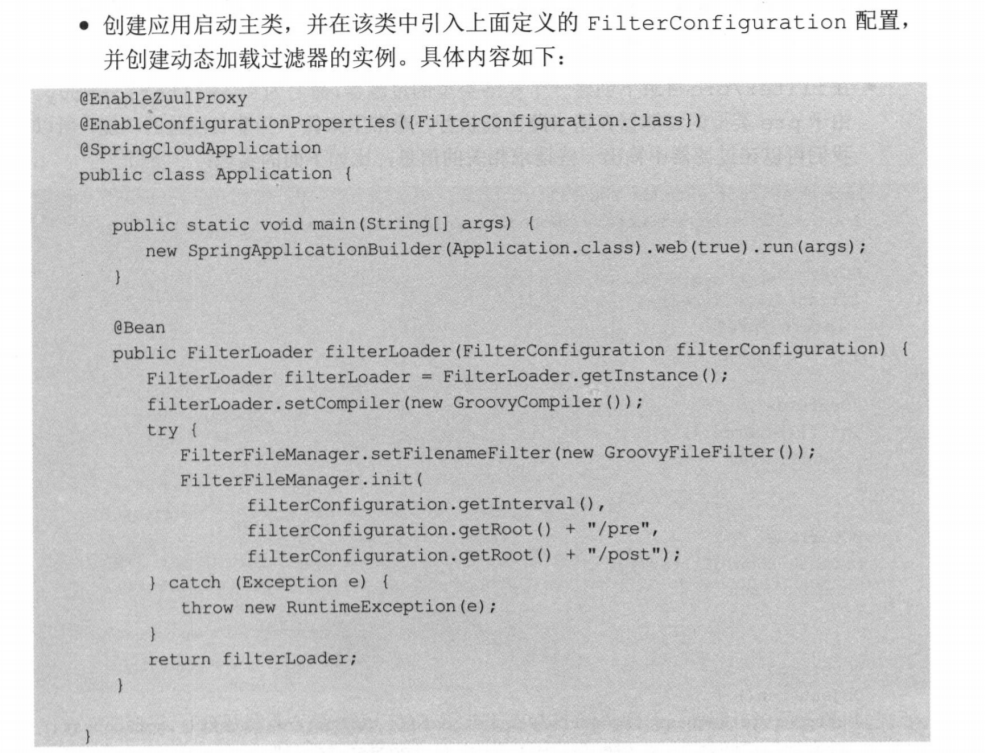 • 创建应用启动主类，并在该类中引入上面定义的 FilterConfiguration 配置，
并创建动态加载过滤器的实例。具体内容如下：
@EnableZuulProxy
@EnableConfigurationProperties({FilterConfiguration.class})
@SpringCloudApplication
public class Application {
public static void main(String[] args) {
new SpringApplicationBuilder(Application.class).web(true).run(args);
}
@Bean
public FilterLoader filterLoader(FilterConfiguration filterConfiguration) {
FilterLoader filterLoader = FilterLoader.getInstance();
filterLoader.setCompiler(new GroovyCompiler());
try {
FilterFileManager.setFilenameFilter(new GroovyFileFilter());
FilterFileManager.init(
filterConfiguration.getInterval(),
filterConfiguration.getRoot() + "/pre",
filterConfiguration.getRoot() + "/post");
} catch (Exception e) {
throw new RuntimeException(e);
}
return filterLoader;
}
}